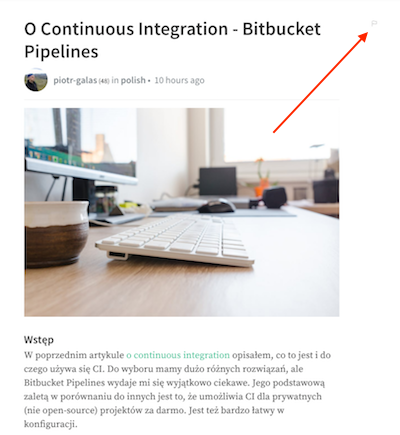 O Continuous Integration - Bitbucket
Pipelines
piotr-galas (48) in polish • 10 hours ago
Wstęp
W poprzednim artykule o continuous integration opisałem, co to jest i do
czego używa się CI. Do wyboru mamy dużo różnych rozwiązań, ale
Bitbucket Pipelines wydaje mi się wyjątkowo ciekawe. Jego podstawową
zaletą w porównaniu do innych jest to, że umożliwia CI dla prywatnych
(nie open-source) projektów za darmo. Jest też bardzo łatwy w
konfiguracji.